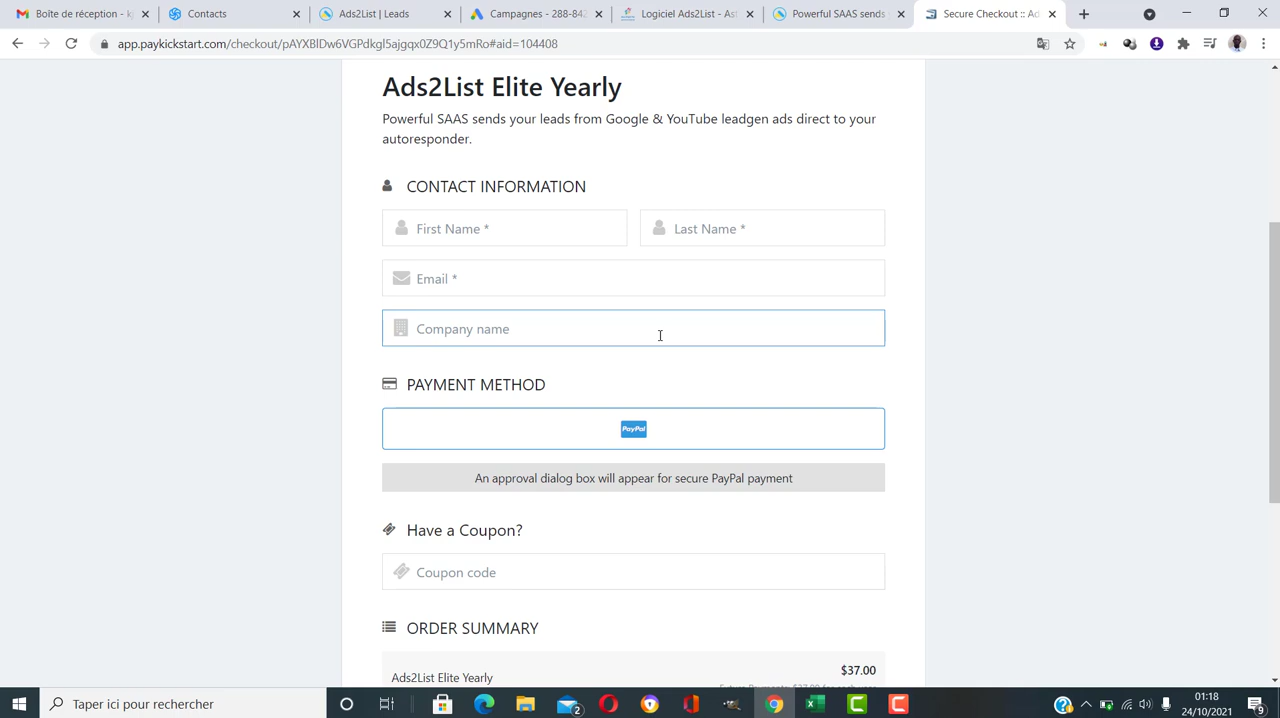 Boîte de réception - k
Contacts
Ads2List | Leads
Campagnes - 288-842
Logiciel Ads2List - Ast
Powerful SAAS sends
Secure Checkout :: Ad
app.paykickstart.com/checkout/pAYXBlDw6VGPdkgl5ajgqx0Z9Q1y5mRo#aid=104408
Ads2List Elite Yearly
Powerful SAAS sends your leads from Google & YouTube leadgen ads direct to your
autoresponder.
CONTACT INFORMATION
First Name *
Last Name *
Email *
Company name
PAYMENT METHOD
PayPal
An approval dialog box will appear for secure PayPal payment
Have a Coupon?
Coupon code
ORDER SUMMARY
$37.00
Ads2List Elite Yearly
Taper ici pour rechercher
2
01:18
24/10/2021
9